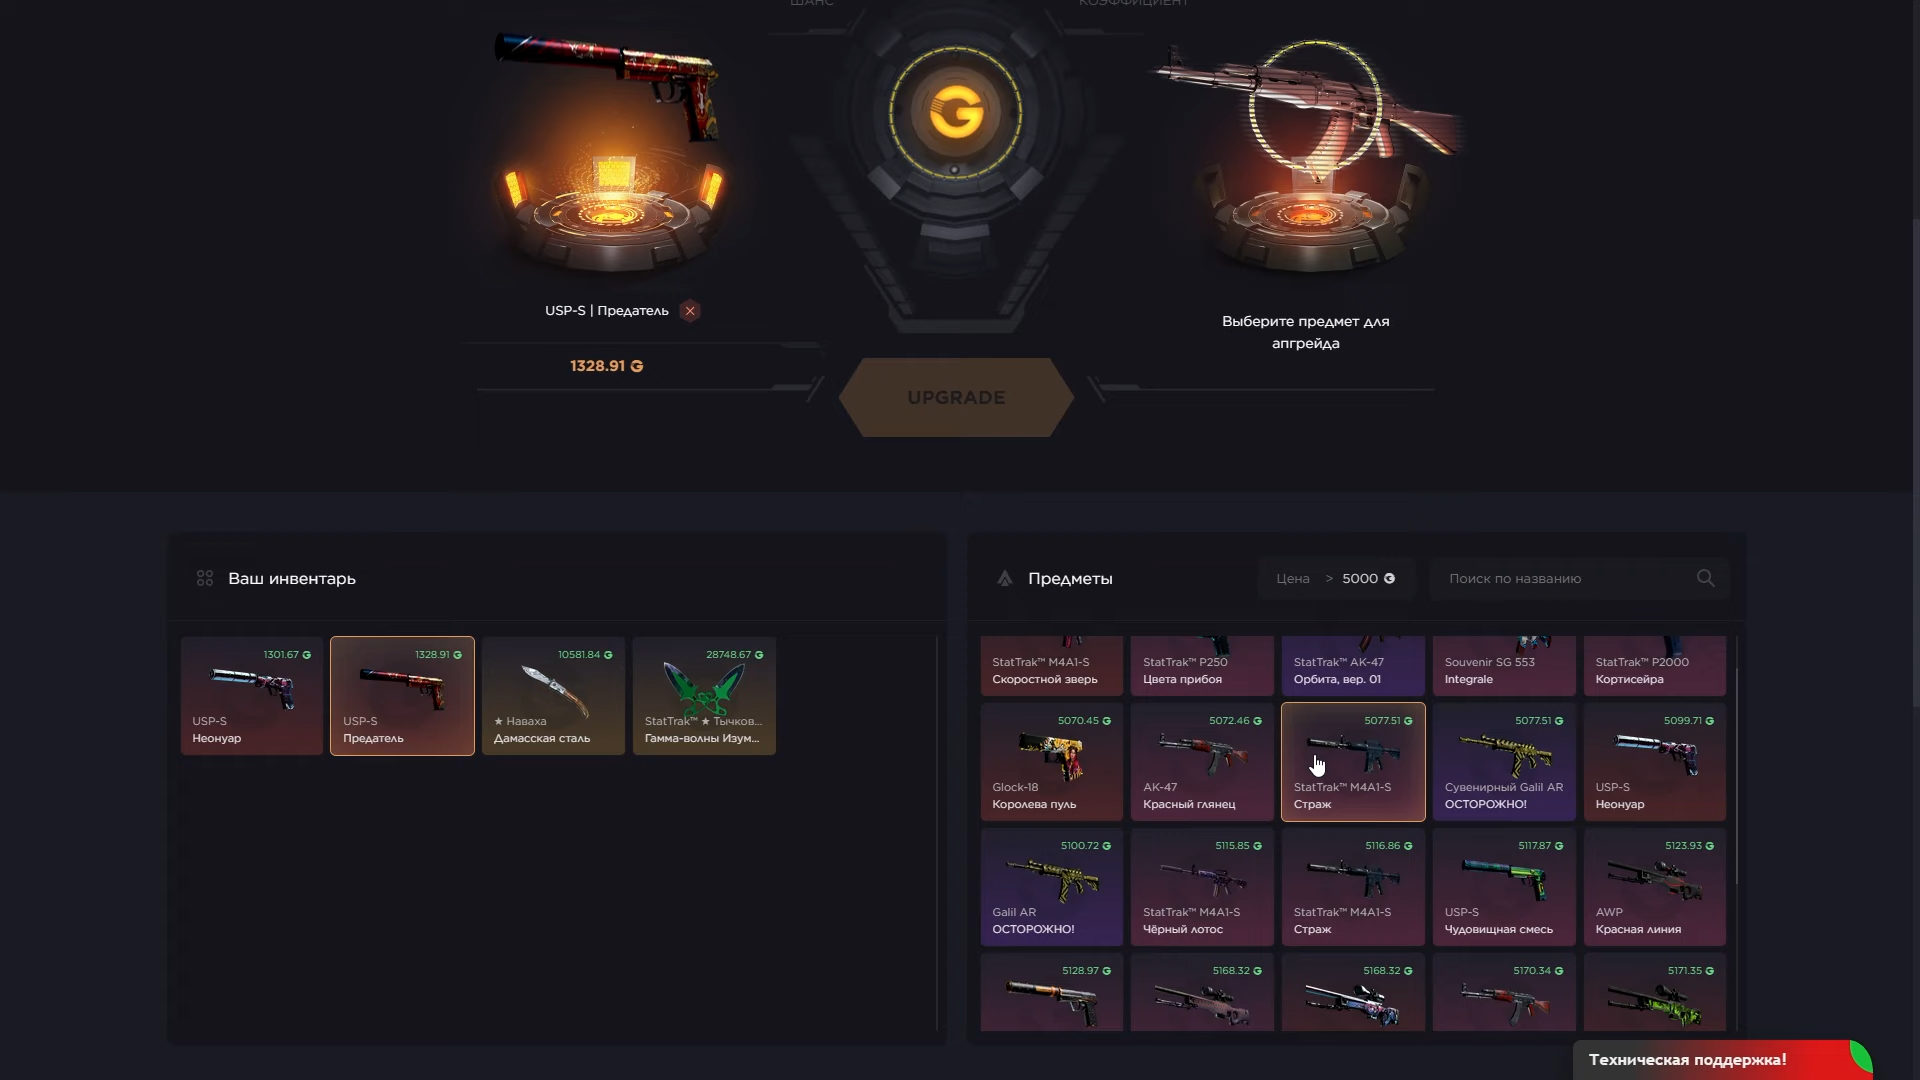 ШАНС
КОЭФФИЦИЕНТ
USP-S | Предатель
1328.91
Выберите предмет для
апгрейда
UPGRADE
Ваш инвентарь
1301.67
USP-S
Неонуар
1328.91
USP-S
Предатель
10581.84
★ Наваха
Дамасская сталь
28748.67
StatTrak™ ★ Тычков...
Гамма-волны Изум...
Предметы
Цена > 5000
Поиск по названию
StatTrak™ M4A1-S
Скоростной зверь
StatTrak™ P250
Цвета прибоя
StatTrak™ AK-47
Орбита, вер. 01
Souvenir SG 553
Integrale
StatTrak™ P2000
Кортисейра
5070.45
Glock-18
Королева пуль
5072.46
AK-47
Красный глянец
5077.51
StatTrak™ M4A1-S
Страж
5077.51
Сувенирный Galil AR
ОСТОРОЖНО!
5099.71
USP-S
Неонуар
5100.72
Galil AR
ОСТОРОЖНО!
5115.85
StatTrak™ M4A1-S
Чёрный лотос
5116.86
StatTrak™ M4A1-S
Страж
5117.87
USP-S
Чудовищная смесь
5123.93
AWP
Красная линия
5128.97
5168.32
5168.32
5170.34
5171.35
Техническая поддержка!